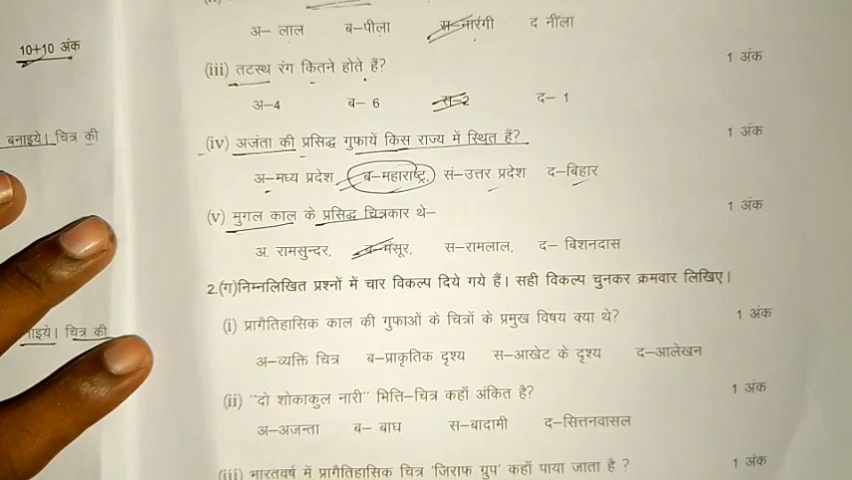 अ– लाल ब–पीला स–नारंगी द नीला
10+10 अंक
(iii) तटस्थ रंग कितने होते हैं? 1 अंक
अ–4 ब– 6 स–2 द– 1
बनाइये। चित्र की
(iv) अजंता की प्रसिद्ध गुफायें किस राज्य में स्थित हैं? 1 अंक
अ–मध्य प्रदेश, ब–महाराष्ट्र, सं–उत्तर प्रदेश द–बिहार
(v) मुगल काल के प्रसिद्ध चित्रकार थे– 1 अंक
अ. रामसुन्दर, ब–मंसूर, स–रामलाल, द– बिशनदास
2.(ग)निम्नलिखित प्रश्नों में चार विकल्प दिये गये हैं। सही विकल्प चुनकर क्रमवार लिखिए।
(i) प्रागैतिहासिक काल की गुफाओं के चित्रों के प्रमुख विषय क्या थे? 1 अंक
चित्र की
अ–व्यक्ति चित्र ब–प्राकृतिक दृश्य स–आखेट के दृश्य द–आलेखन
(ii) “दो शोकाकुल नारी” भित्ति–चित्र कहाँ अंकित है? 1 अंक
अ–अजन्ता ब– बाघ स–बादामी द–सित्तनवासल
(iii) भारतवर्ष में प्रागैतिहासिक चित्र 'जिराफ ग्रुप' कहाँ पाया जाता है ? 1 अंक